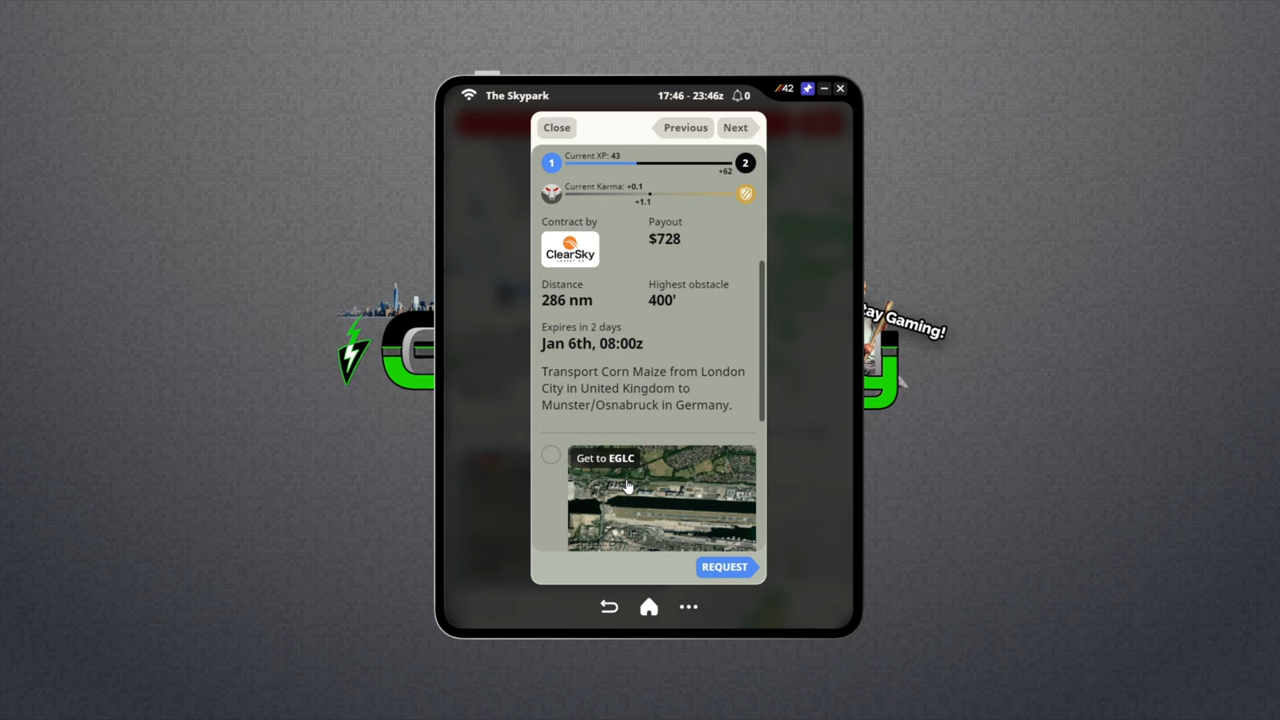 The Skypark
17:46 - 23:46z
0
42
Close
Previous
Next
1
Current XP: 43
2
+62
Current Karma: +0.1
+1.1
Contract by
Payout
ClearSky
$728
Distance
Highest obstacle
286 nm
400'
Expires in 2 days
Jan 6th, 08:00z
Transport Corn Maize from London
City in United Kingdom to
Munster/Osnabruck in Germany.
Get to EGLC
REQUEST
tay Gaming!